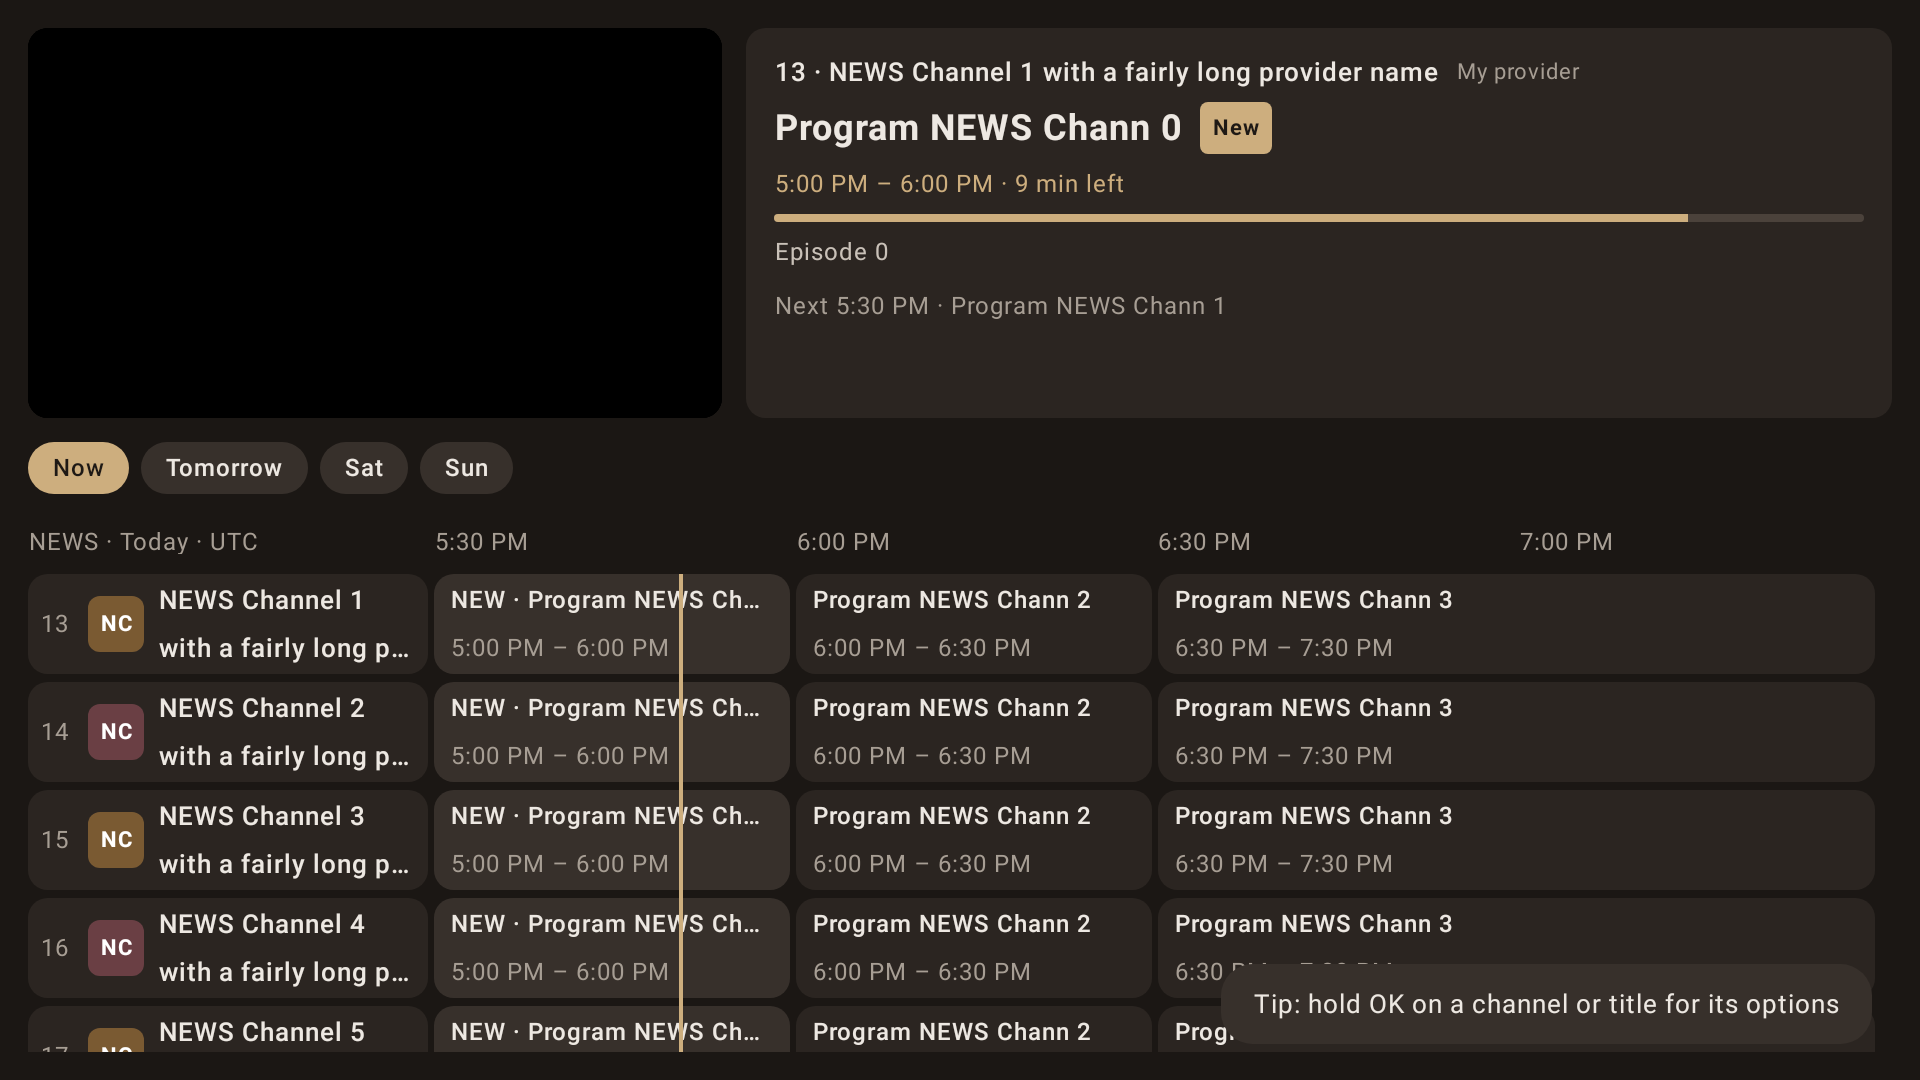 13 · NEWS Channel 1 with a fairly long provider name My provider
Program NEWS Chann 0 New
5:00 PM – 6:00 PM · 9 min left
Episode 0
Next 5:30 PM · Program NEWS Chann 1
Now Tomorrow Sat Sun
NEWS · Today · UTC 5:30 PM 6:00 PM 6:30 PM 7:00 PM
13 NC NEWS Channel 1 with a fairly long p...
NEW · Program NEWS Ch...
5:00 PM – 6:00 PM
Program NEWS Chann 2
6:00 PM – 6:30 PM
Program NEWS Chann 3
6:30 PM – 7:30 PM
14 NC NEWS Channel 2 with a fairly long p...
NEW · Program NEWS Ch...
5:00 PM – 6:00 PM
Program NEWS Chann 2
6:00 PM – 6:30 PM
Program NEWS Chann 3
6:30 PM – 7:30 PM
15 NC NEWS Channel 3 with a fairly long p...
NEW · Program NEWS Ch...
5:00 PM – 6:00 PM
Program NEWS Chann 2
6:00 PM – 6:30 PM
Program NEWS Chann 3
6:30 PM – 7:30 PM
16 NC NEWS Channel 4 with a fairly long p...
NEW · Program NEWS Ch...
5:00 PM – 6:00 PM
Program NEWS Chann 2
6:00 PM – 6:30 PM
Program NEWS Chann 3
6:30
NEWS Channel 5
NEW · Program NEWS Ch...
Program NEWS Chann 2
Tip: hold OK on a channel or title for its options